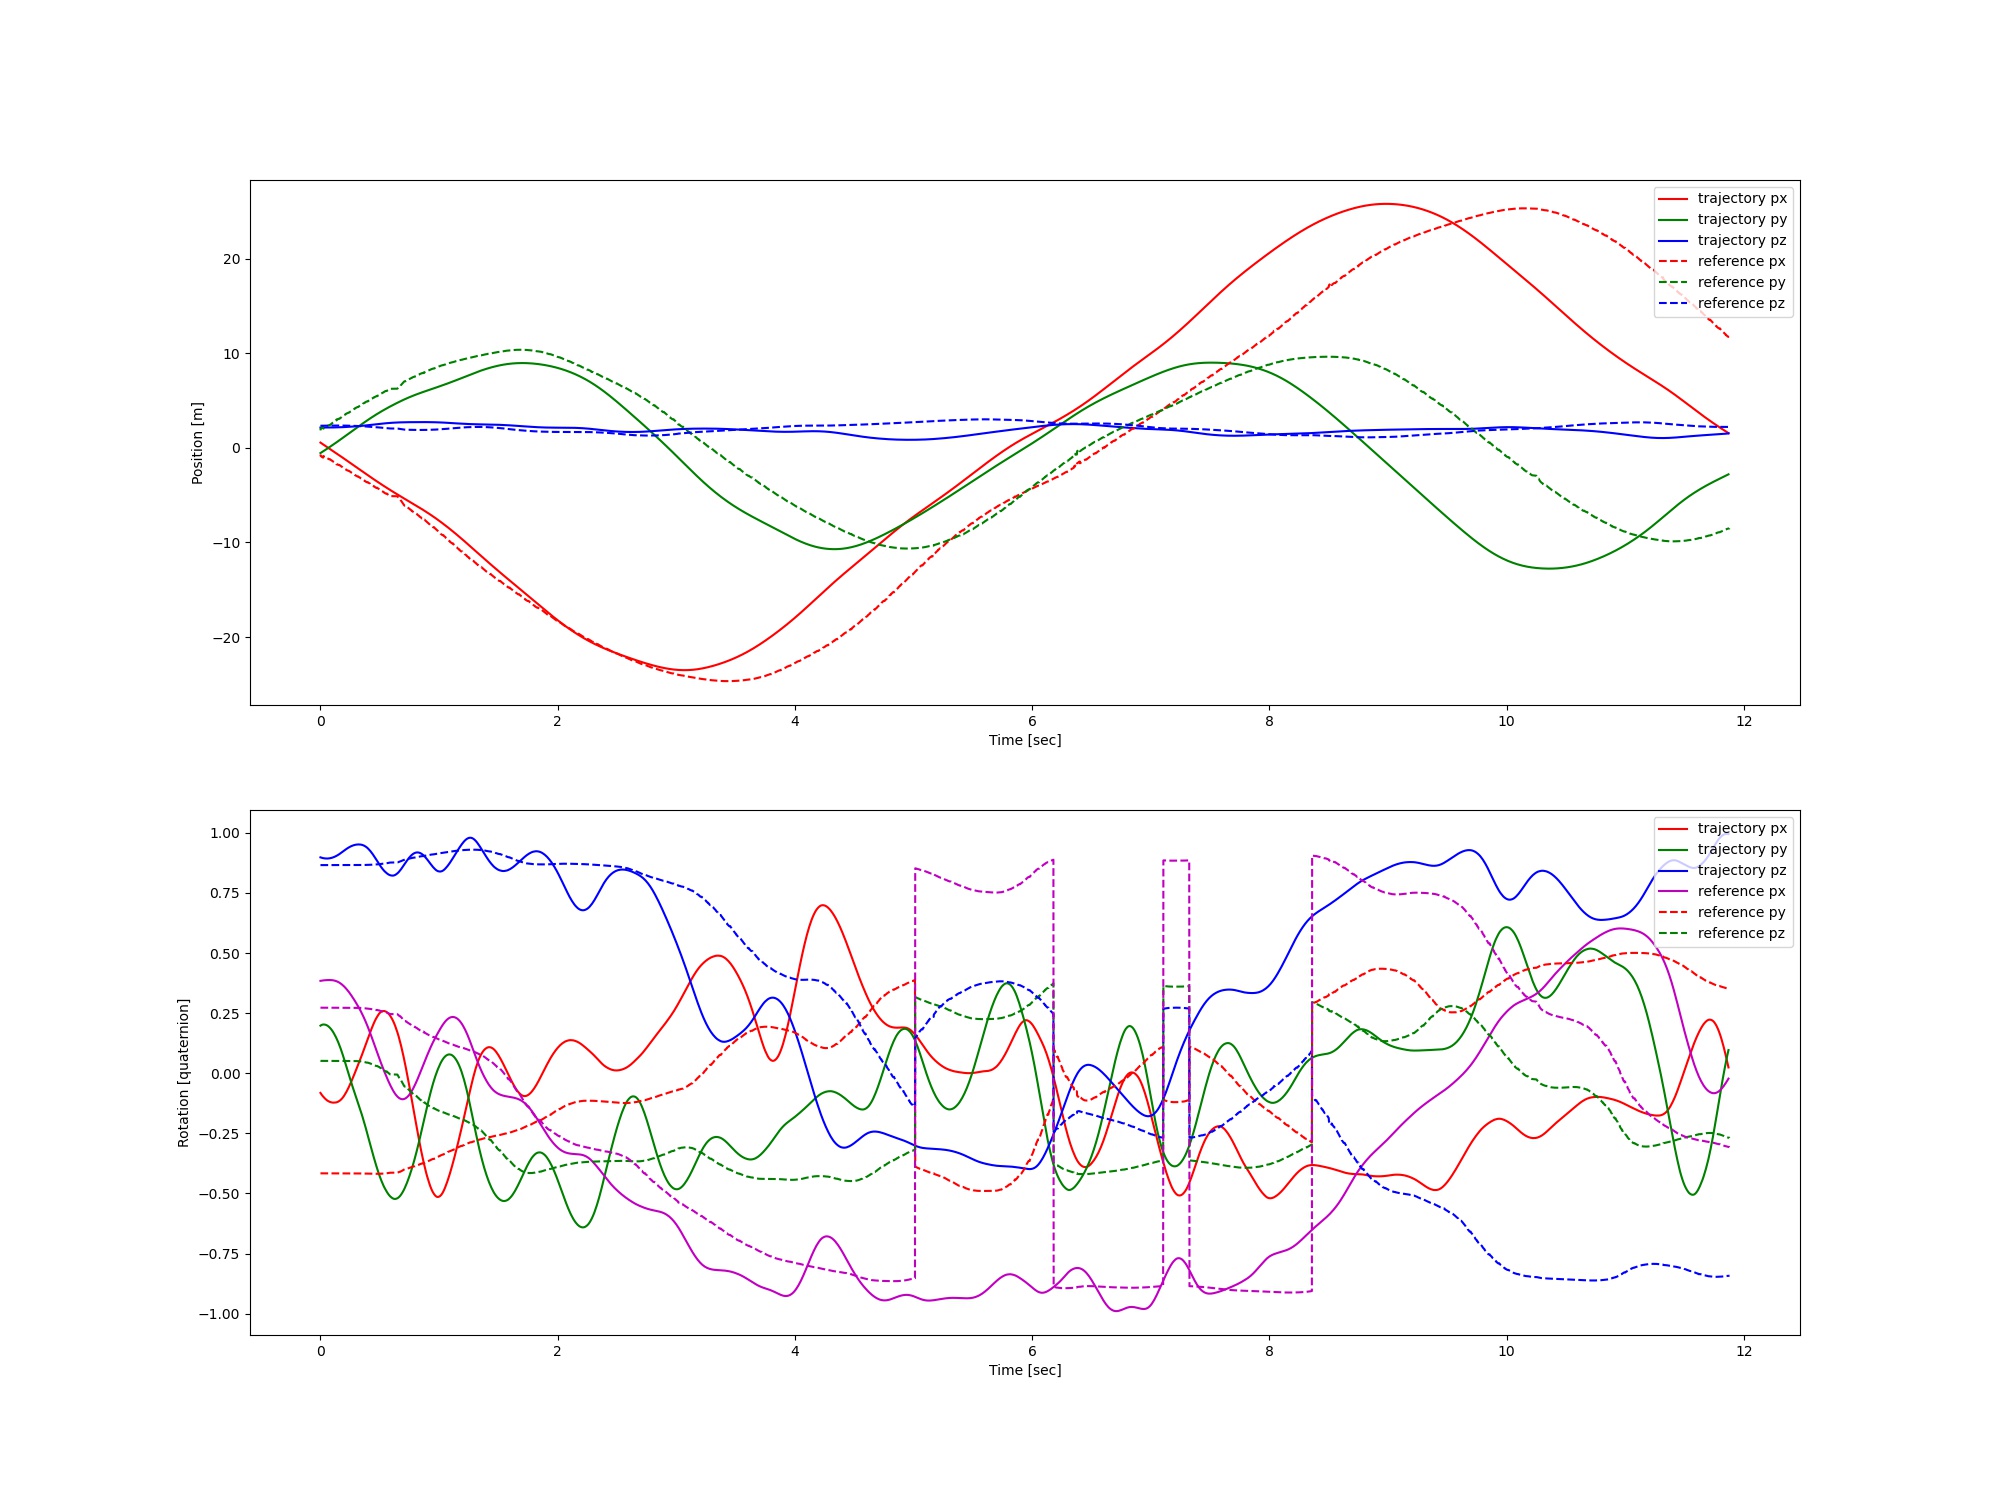 20
10
0
−10
−20
Position [m]
trajectory px
trajectory py
trajectory pz
reference px
reference py
reference pz
0 2 4 6 8 10 12
Time [sec]
1.00
0.75
0.50
0.25
0.00
−0.25
−0.50
−0.75
−1.00
Rotation [quaternion]
trajectory px
trajectory py
trajectory pz
reference px
reference py
reference pz
0 2 4 6 8 10 12
Time [sec]